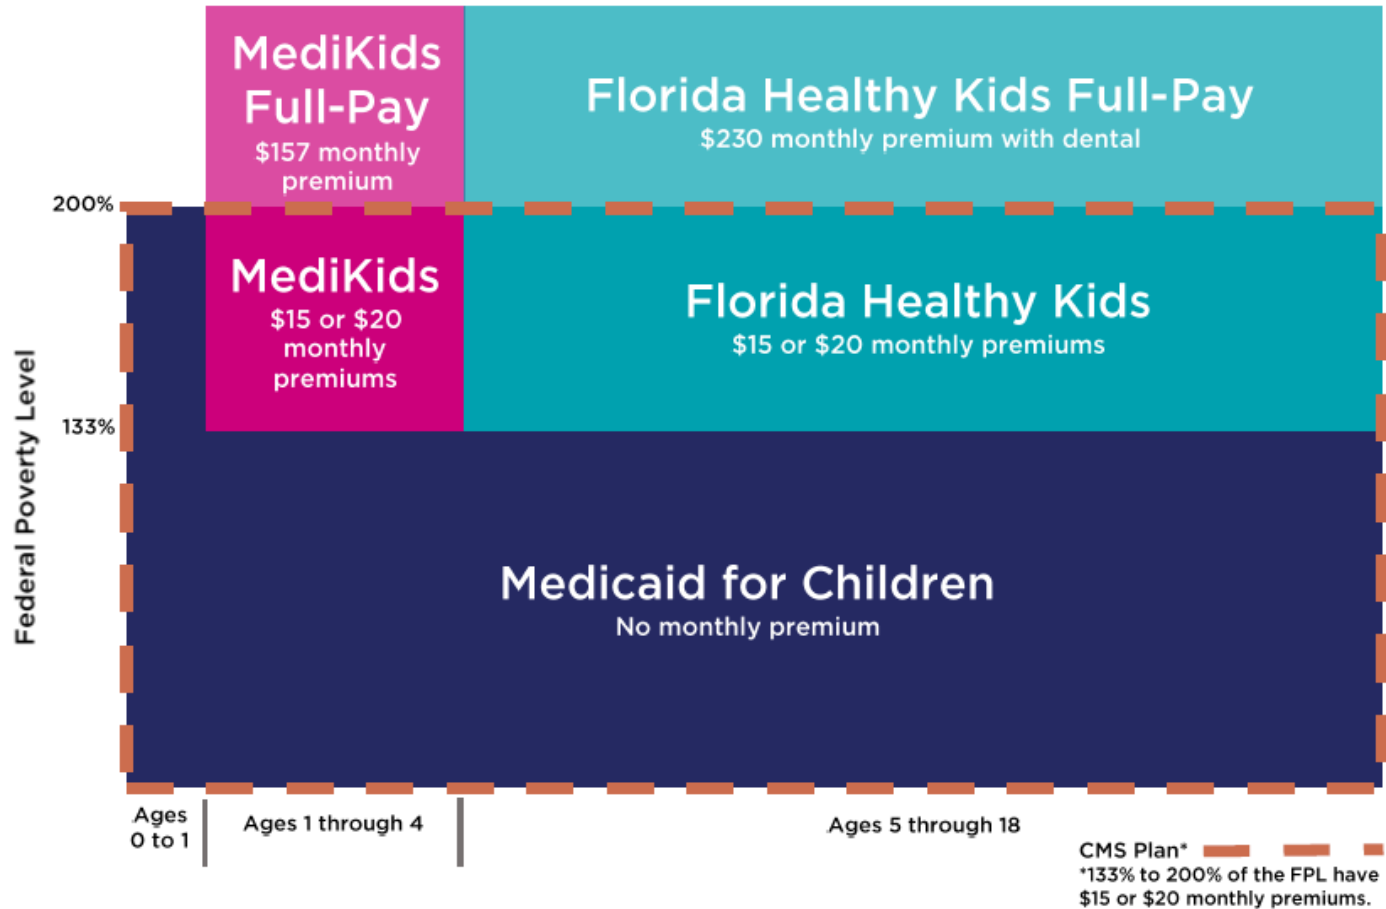 MediKids
Full-Pay
$157 monthly
premium
Florida Healthy Kids Full-Pay
$230 monthly premium with dental
200%
MediKids
$15 or $20
monthly
premiums
Florida Healthy Kids
$15 or $20 monthly premiums
133%
Federal Poverty Level
Medicaid for Children
No monthly premium
Ages
0 to 1
Ages 1 through 4
Ages 5 through 18
CMS Plan*
*133% to 200% of the FPL have
$15 or $20 monthly premiums.